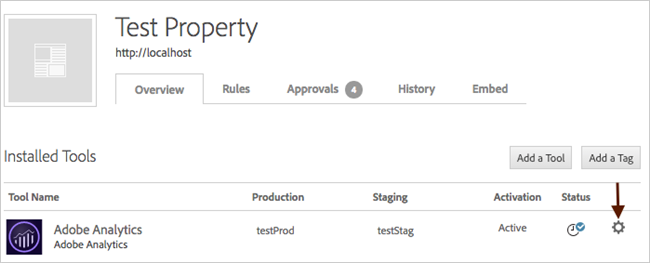 Test Property
http://localhost
Overview Rules Approvals 4 History Embed
Installed Tools Add a Tool Add a Tag
Tool Name Production Staging Activation Status
Adobe Analytics testProd testStag Active
Adobe Analytics